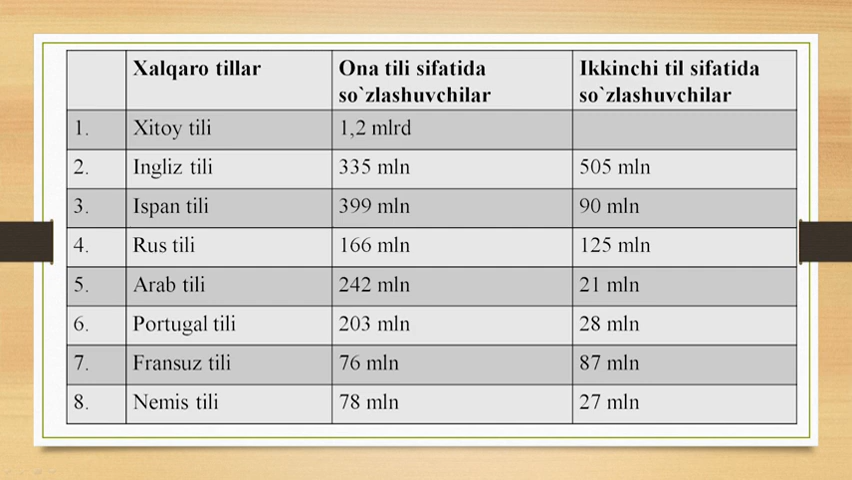 Xalqaro tillar
Ona tili sifatida
so`zlashuvchilar
Ikkinchi til sifatida
so`zlashuvchilar
1. Xitoy tili 1,2 mlrd
2. Ingliz tili 335 mln 505 mln
3. Ispan tili 399 mln 90 mln
4. Rus tili 166 mln 125 mln
5. Arab tili 242 mln 21 mln
6. Portugal tili 203 mln 28 mln
7. Fransuz tili 76 mln 87 mln
8. Nemis tili 78 mln 27 mln